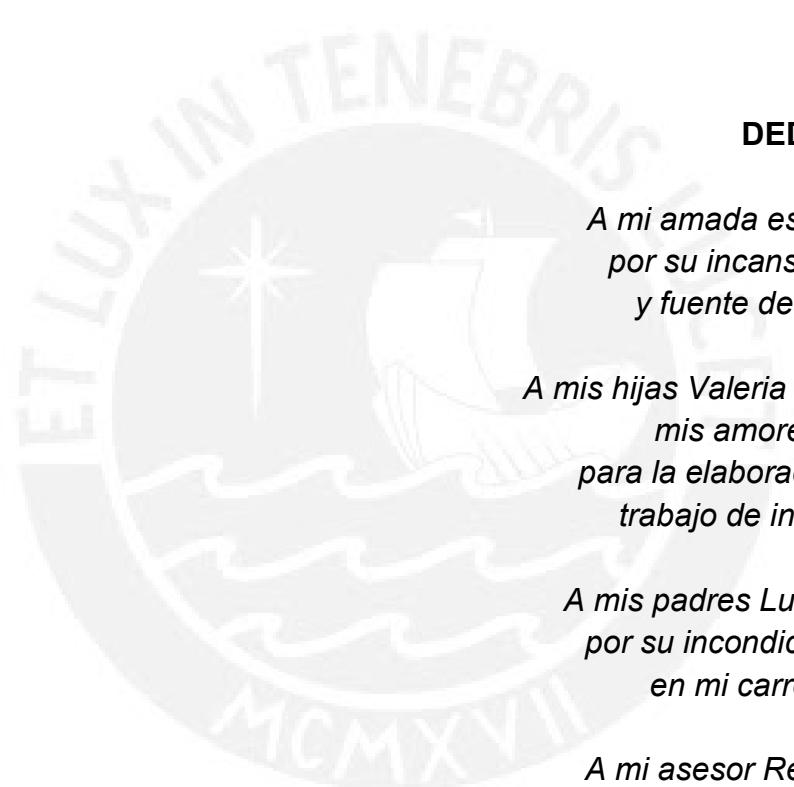 ET LUX IN TENEBRIS LUCET
MCMXVII
DED
A mi amada es
por su incans
y fuente de
A mis hijas Valeria
mis amore
para la elabora
trabajo de in
A mis padres Lu
por su incondic
en mi carr
A mi asesor Re